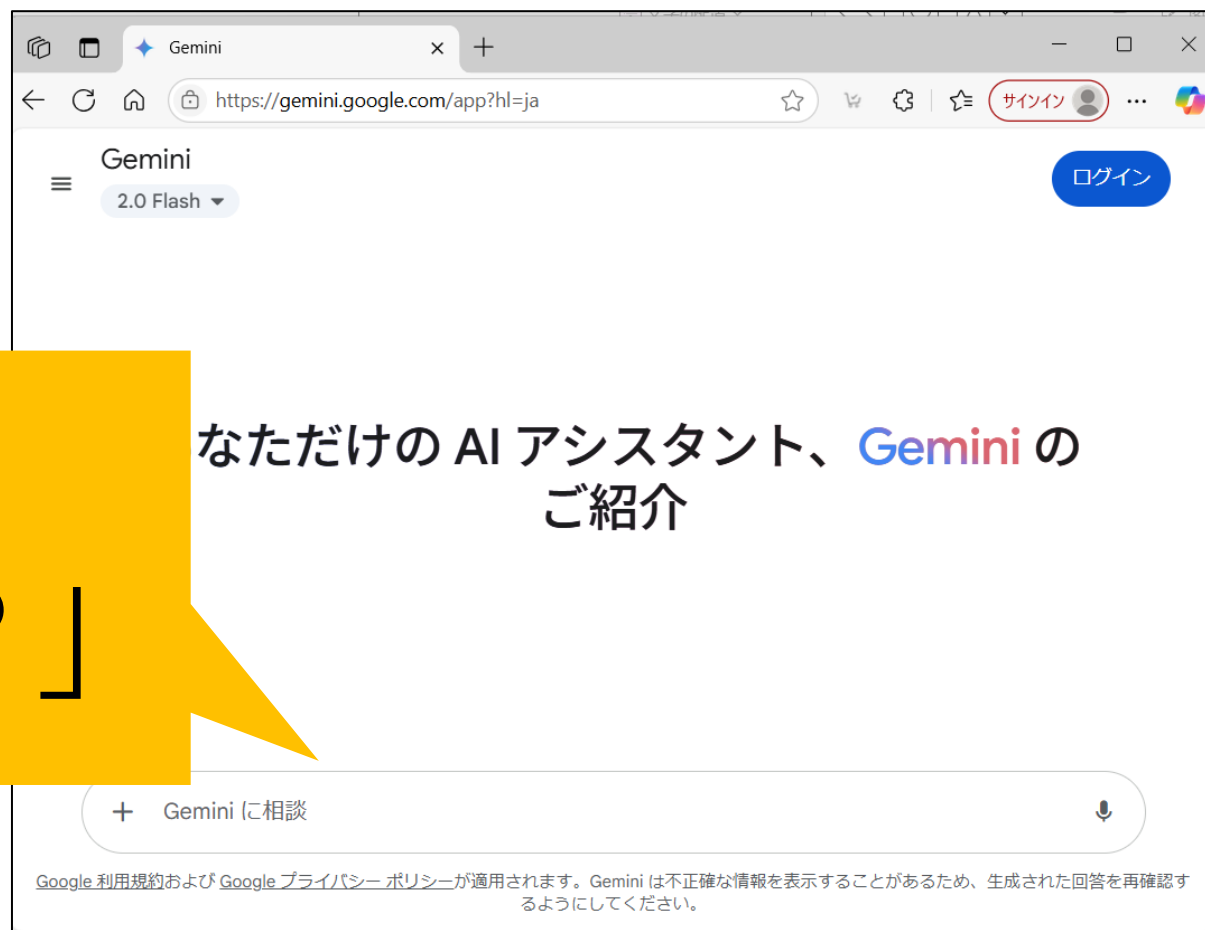 Gemini
https://gemini.google.com/app?hl=ja
サインイン
Gemini
2.0 Flash
ログイン
なただけの AI アシスタント、Gemini の
ご紹介
」
Gemini に相談
Google 利用規約および Google プライバシー ポリシーが適用されます。Gemini は不正確な情報を表示することがあるため、生成された回答を再確認す
るようにしてください。